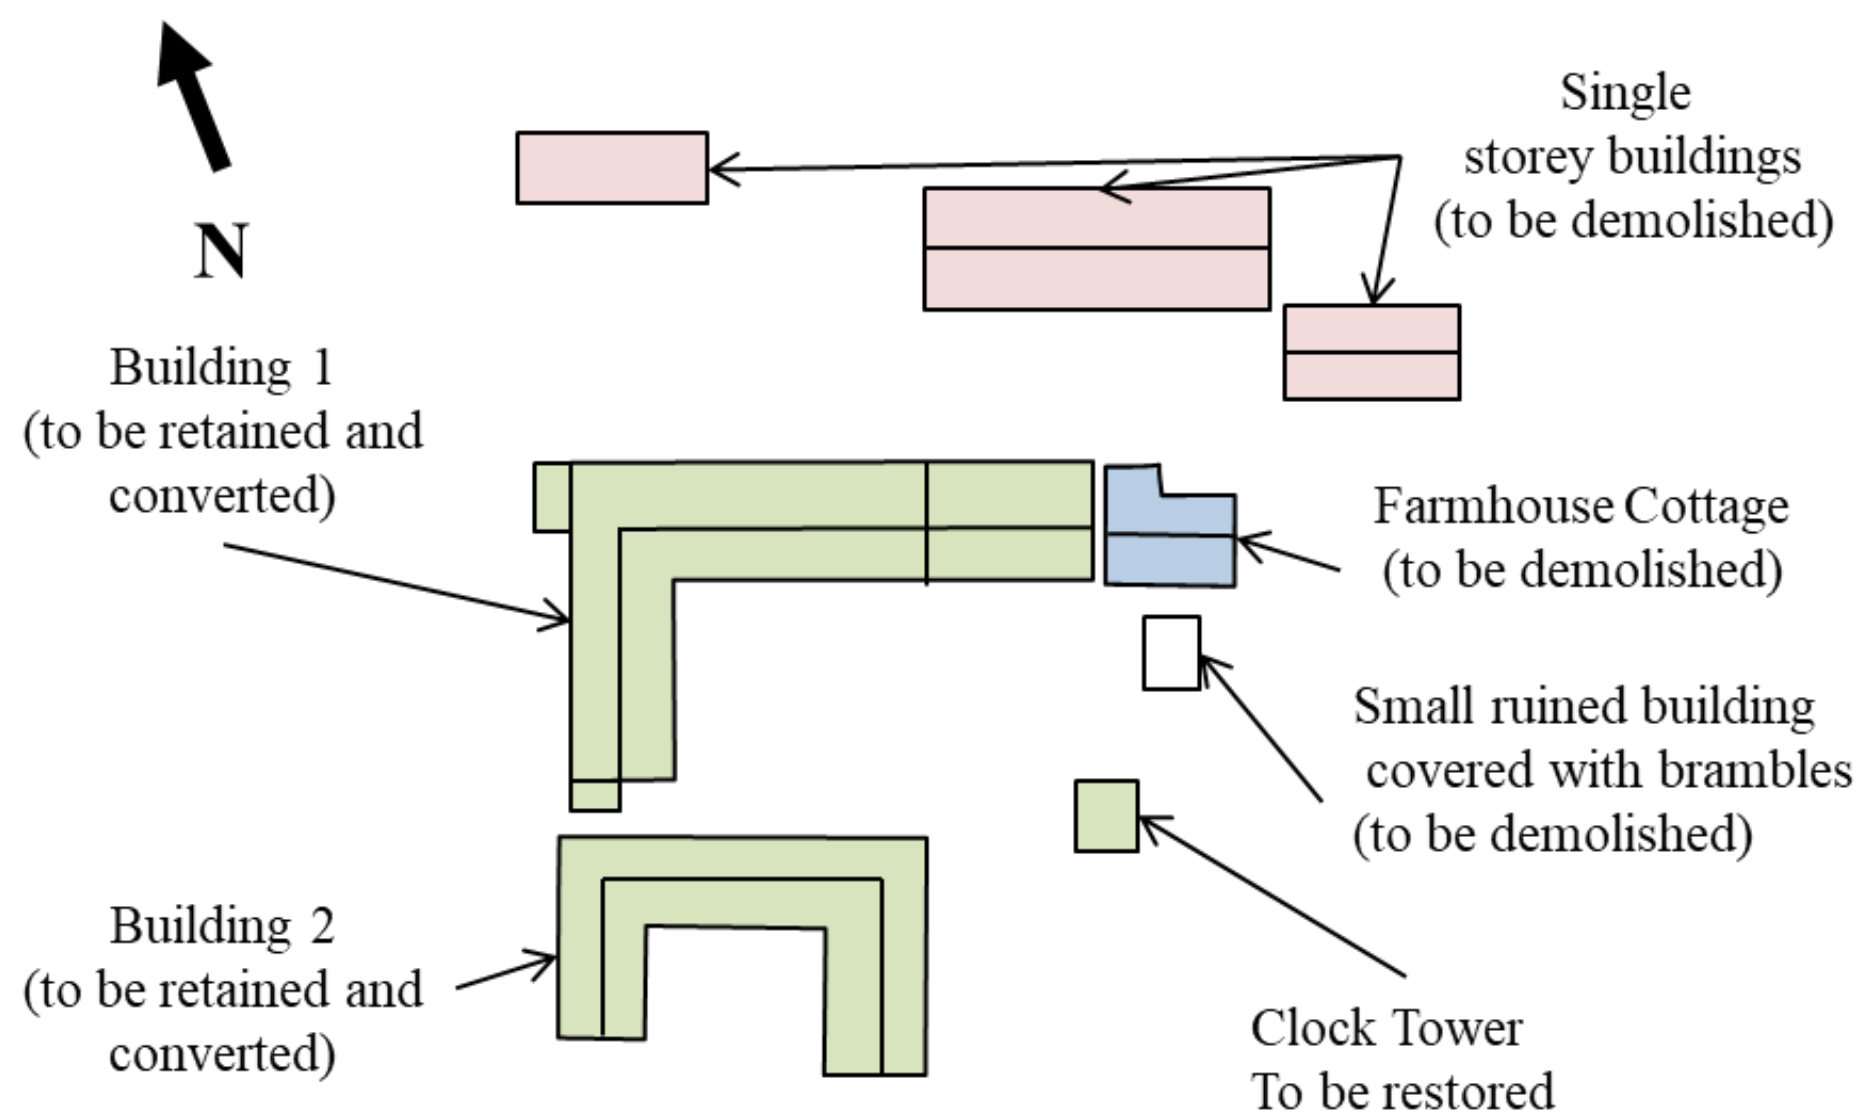 N
Single
storey buildings
(to be demolished)
Building 1
(to be retained and
converted)
Farmhouse Cottage
(to be demolished)
Small ruined building
covered with brambles
(to be demolished)
Building 2
(to be retained and
converted)
Clock Tower
To be restored